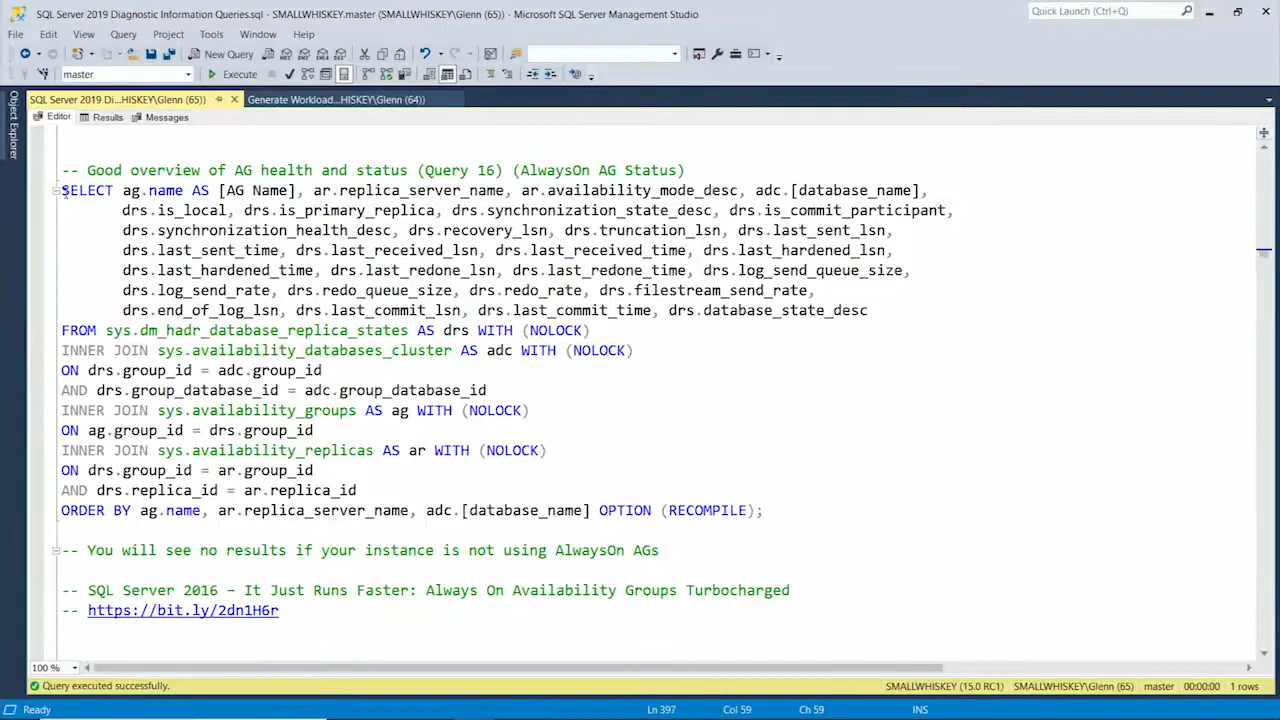 SQL Server 2019 Diagnostic Information Queries.sql - SMALLWHISKEY.master (SMALLWHISKEY\Glenn (65)) - Microsoft SQL Server Management Studio
Quick Launch (Ctrl+Q)
File Edit View Query Project Tools Window Help
New Query
master
Execute
SQL Server 2019 Di...HISKEY\Glenn (65))
Generate Workload...HISKEY\Glenn (64))
Object Explorer
Editor Results Messages
-- Good overview of AG health and status (Query 16) (AlwaysOn AG Status)
SELECT ag.name AS [AG Name], ar.replica_server_name, ar.availability_mode_desc, adc.[database_name],
drs.is_local, drs.is_primary_replica, drs.synchronization_state_desc, drs.is_commit_participant,
drs.synchronization_health_desc, drs.recovery_lsn, drs.truncation_lsn, drs.last_sent_lsn,
drs.last_sent_time, drs.last_received_lsn, drs.last_received_time, drs.last_hardened_lsn,
drs.last_hardened_time, drs.last_redone_lsn, drs.last_redone_time, drs.log_send_queue_size,
drs.log_send_rate, drs.redo_queue_size, drs.redo_rate, drs.filestream_send_rate,
drs.end_of_log_lsn, drs.last_commit_lsn, drs.last_commit_time, drs.database_state_desc
FROM sys.dm_hadr_database_replica_states AS drs WITH (NOLOCK)
INNER JOIN sys.availability_databases_cluster AS adc WITH (NOLOCK)
ON drs.group_id = adc.group_id
AND drs.group_database_id = adc.group_database_id
INNER JOIN sys.availability_groups AS ag WITH (NOLOCK)
ON ag.group_id = drs.group_id
INNER JOIN sys.availability_replicas AS ar WITH (NOLOCK)
ON drs.group_id = ar.group_id
AND drs.replica_id = ar.replica_id
ORDER BY ag.name, ar.replica_server_name, adc.[database_name] OPTION (RECOMPILE);
-- You will see no results if your instance is not using AlwaysOn AGs
-- SQL Server 2016 – It Just Runs Faster: Always On Availability Groups Turbocharged
-- https://bit.ly/2dn1H6r
100 %
Query executed successfully.
SMALLWHISKEY (15.0 RC1) SMALLWHISKEY\Glenn (65) master 00:00:00 1 rows
Ready
Ln 397 Col 59 Ch 59 INS